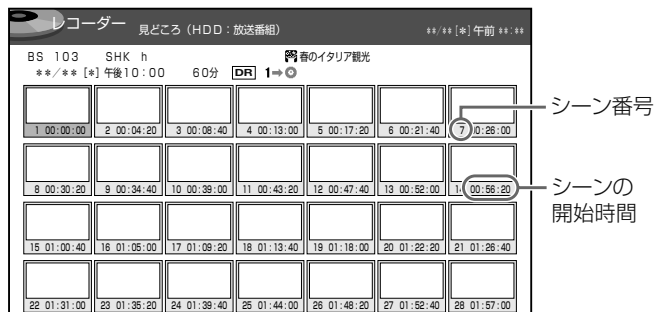 レコーダー 見どころ（HDD：放送番組） **/**[*]午前**:**
BS 103 SHK h 春のイタリア観光
**/**[*]午後10:00 60分 DR 1→
1 00:00:00 2 00:04:20 3 00:08:40 4 00:13:00 5 00:17:20 6 00:21:40 7 00:26:00
シーン番号
8 00:30:20 9 00:34:40 10 00:39:00 11 00:43:20 12 00:47:40 13 00:52:00 14 00:56:20
シーンの
開始時間
15 01:00:40 16 01:05:00 17 01:09:20 18 01:13:40 19 01:18:00 20 01:22:20 21 01:26:40
22 01:31:00 23 01:35:20 24 01:39:40 25 01:44:00 26 01:48:20 27 01:52:40 28 01:57:00